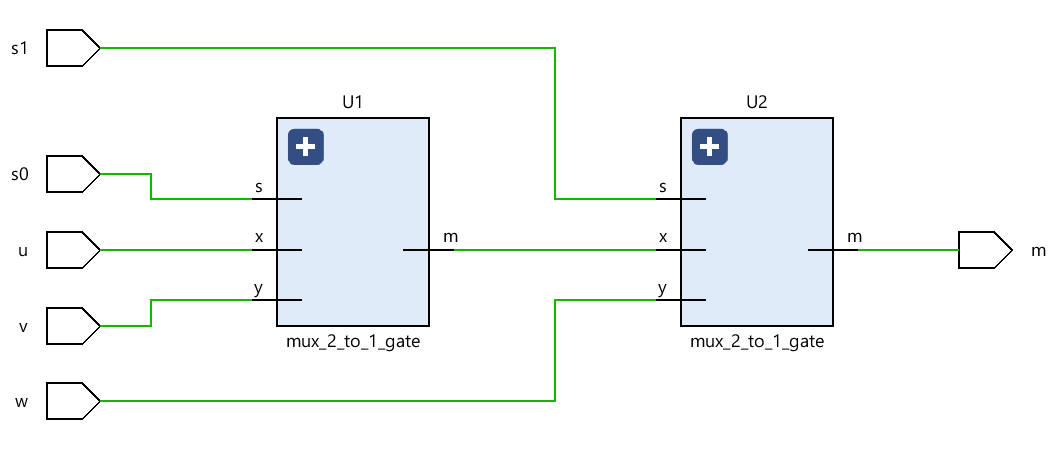 s1
U1
U2
s0
s
s
u
x
m
x
m
m
y
y
v
mux_2_to_1_gate
mux_2_to_1_gate
w